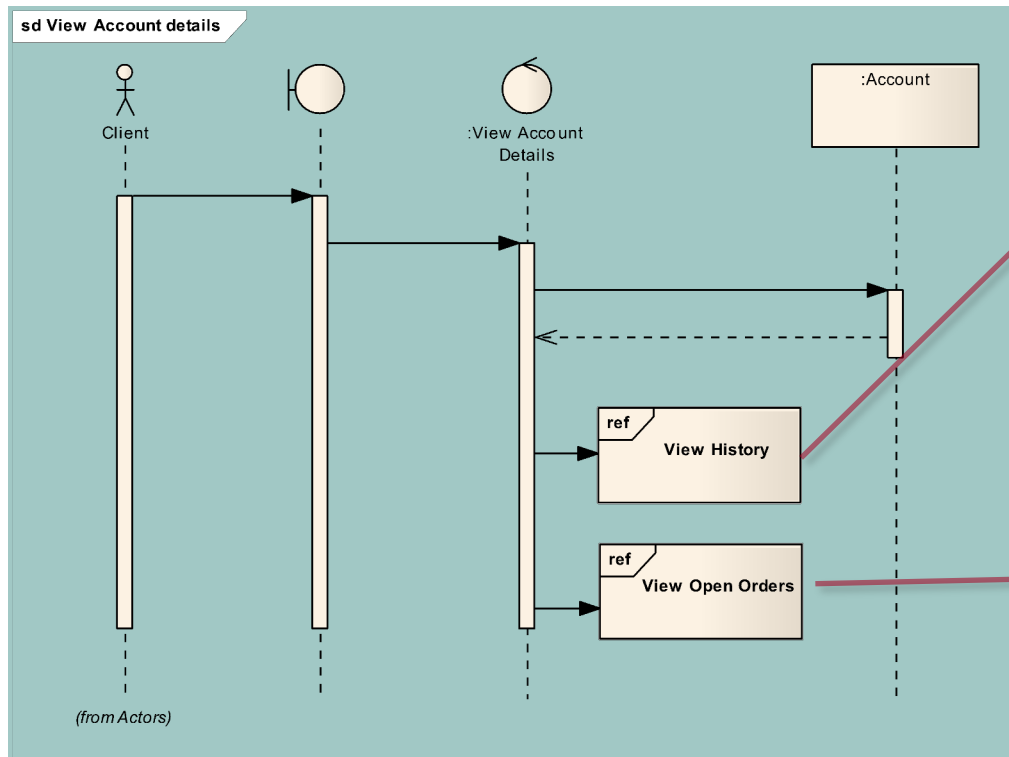 sd View Account details
Client
:View Account
Details
:Account
ref
View History
ref
View Open Orders
(from Actors)